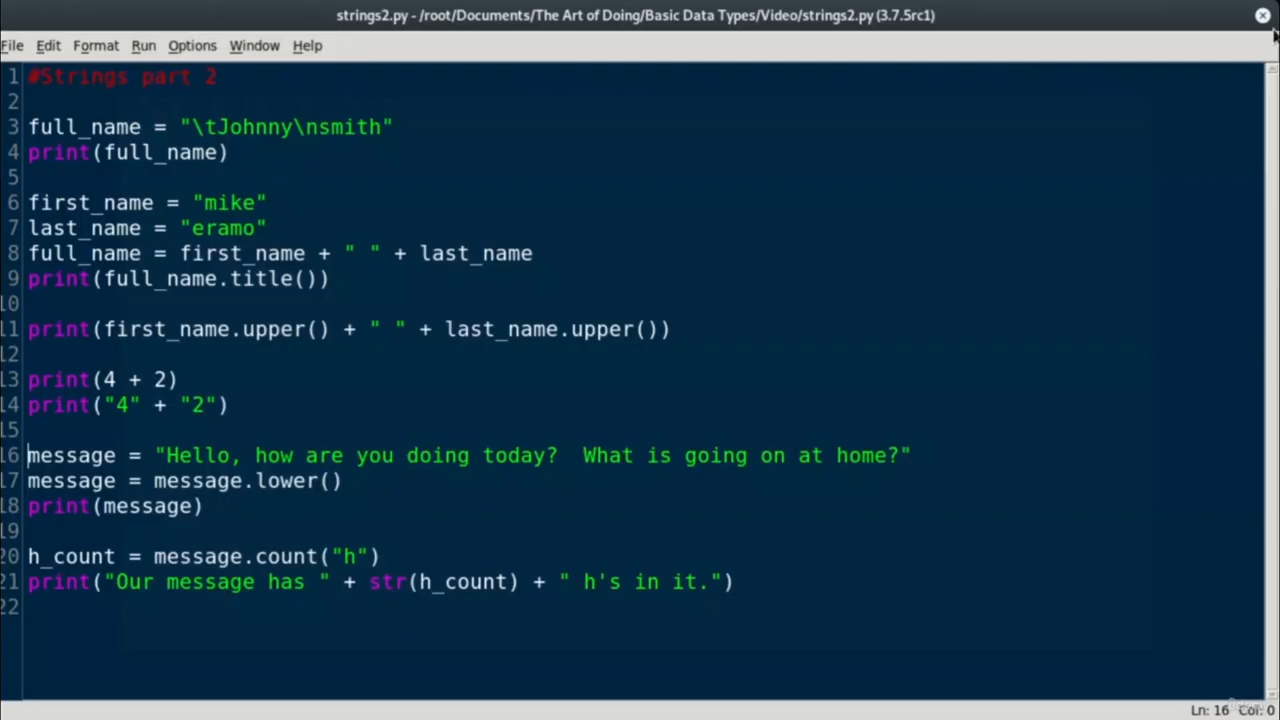 strings2.py - /root/Documents/The Art of Doing/Basic Data Types/Video/strings2.py (3.7.5rc1)
File Edit Format Run Options Window Help
1 #Strings part 2
2
3 full_name = "\tJohnny\nsmith"
4 print(full_name)
5
6 first_name = "mike"
7 last_name = "eramo"
8 full_name = first_name + " " + last_name
9 print(full_name.title())
10
11 print(first_name.upper() + " " + last_name.upper())
12
13 print(4 + 2)
14 print("4" + "2")
15
16 message = "Hello, how are you doing today?  What is going on at home?"
17 message = message.lower()
18 print(message)
19
20 h_count = message.count("h")
21 print("Our message has " + str(h_count) + " h's in it.")
22
Ln: 16 Col: 0